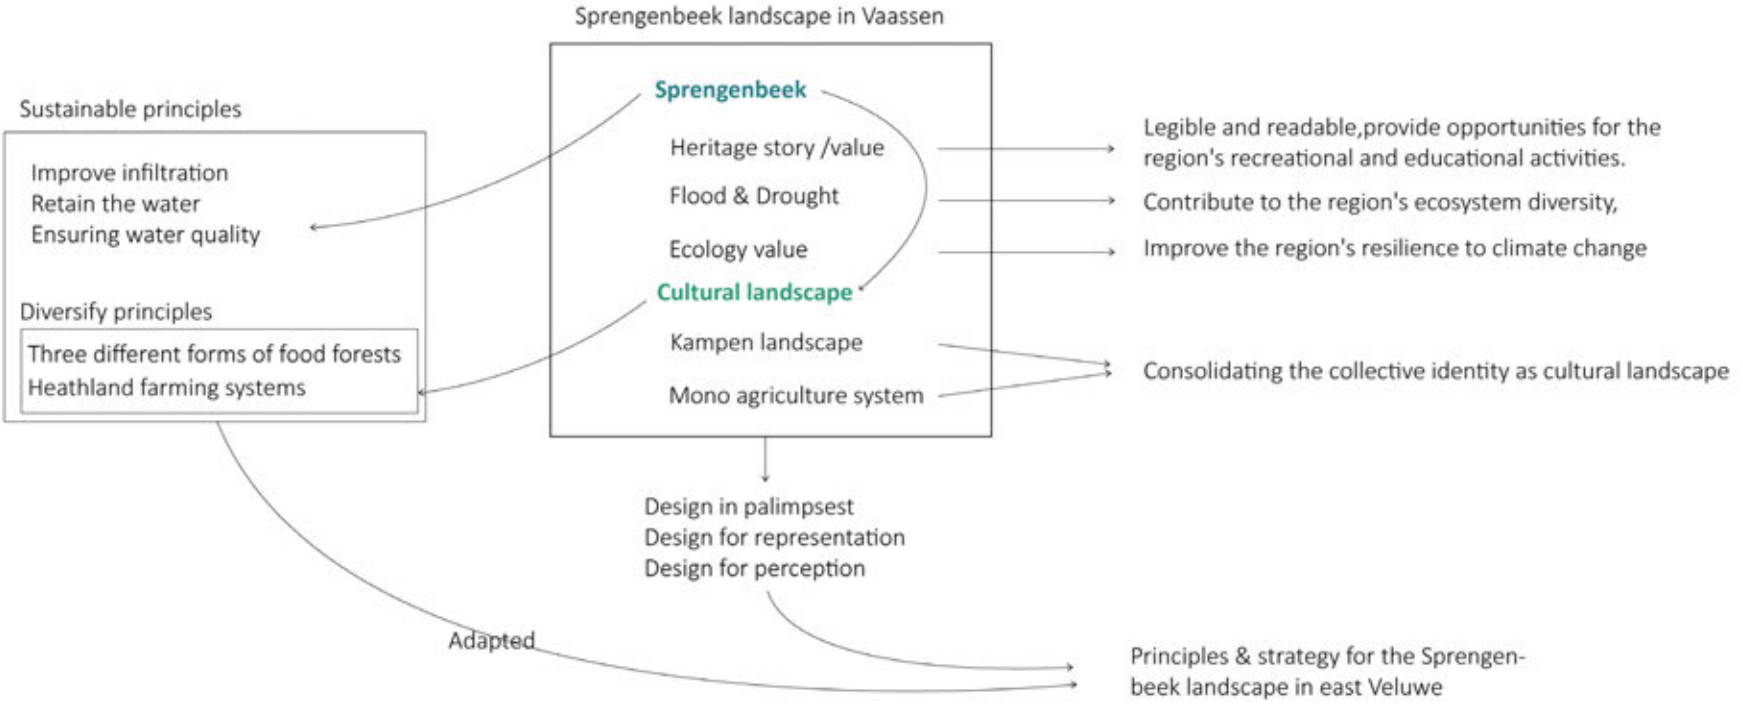 Sprengenbeek landscape in Vaassen
Sustainable principles
Improve infiltration
Retain the water
Ensuring water quality
Diversify principles
Three different forms of food forests
Heathland farming systems
Sprengenbeek
Heritage story /value
Flood & Drought
Ecology value
Cultural landscape
Kampen landscape
Mono agriculture system
Legible and readable,provide opportunities for the
region's recreational and educational activities.
Contribute to the region's ecosystem diversity,
Improve the region's resilience to climate change
Consolidating the collective identity as cultural landscape
Design in palimpsest
Design for representation
Design for perception
Adapted
Principles & strategy for the Sprengen-
beek landscape in east Veluwe